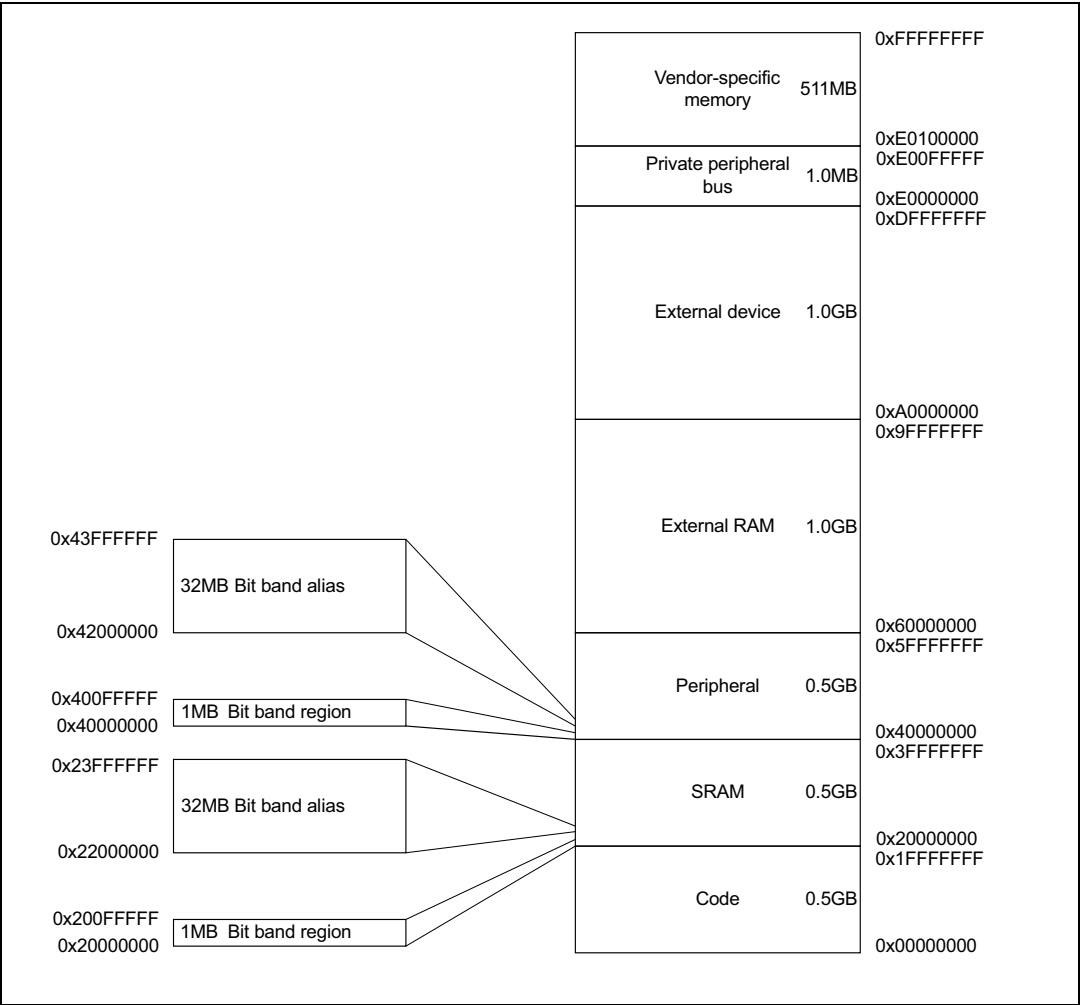 0xFFFFFFFF
Vendor-specific
memory
511MB
0xE0100000
0xE00FFFFF
Private peripheral
bus
1.0MB
0xE0000000
0xDFFFFFFF
External device
1.0GB
0xA0000000
0x9FFFFFFF
External RAM
1.0GB
0x43FFFFFF
32MB Bit band alias
0x42000000
0x60000000
0x5FFFFFFF
Peripheral
0.5GB
0x400FFFFF
1MB Bit band region
0x40000000
0x40000000
0x3FFFFFFF
0x23FFFFFF
32MB Bit band alias
0x22000000
SRAM
0.5GB
0x20000000
0x1FFFFFFF
Code
0.5GB
0x200FFFFF
1MB Bit band region
0x20000000
0x00000000